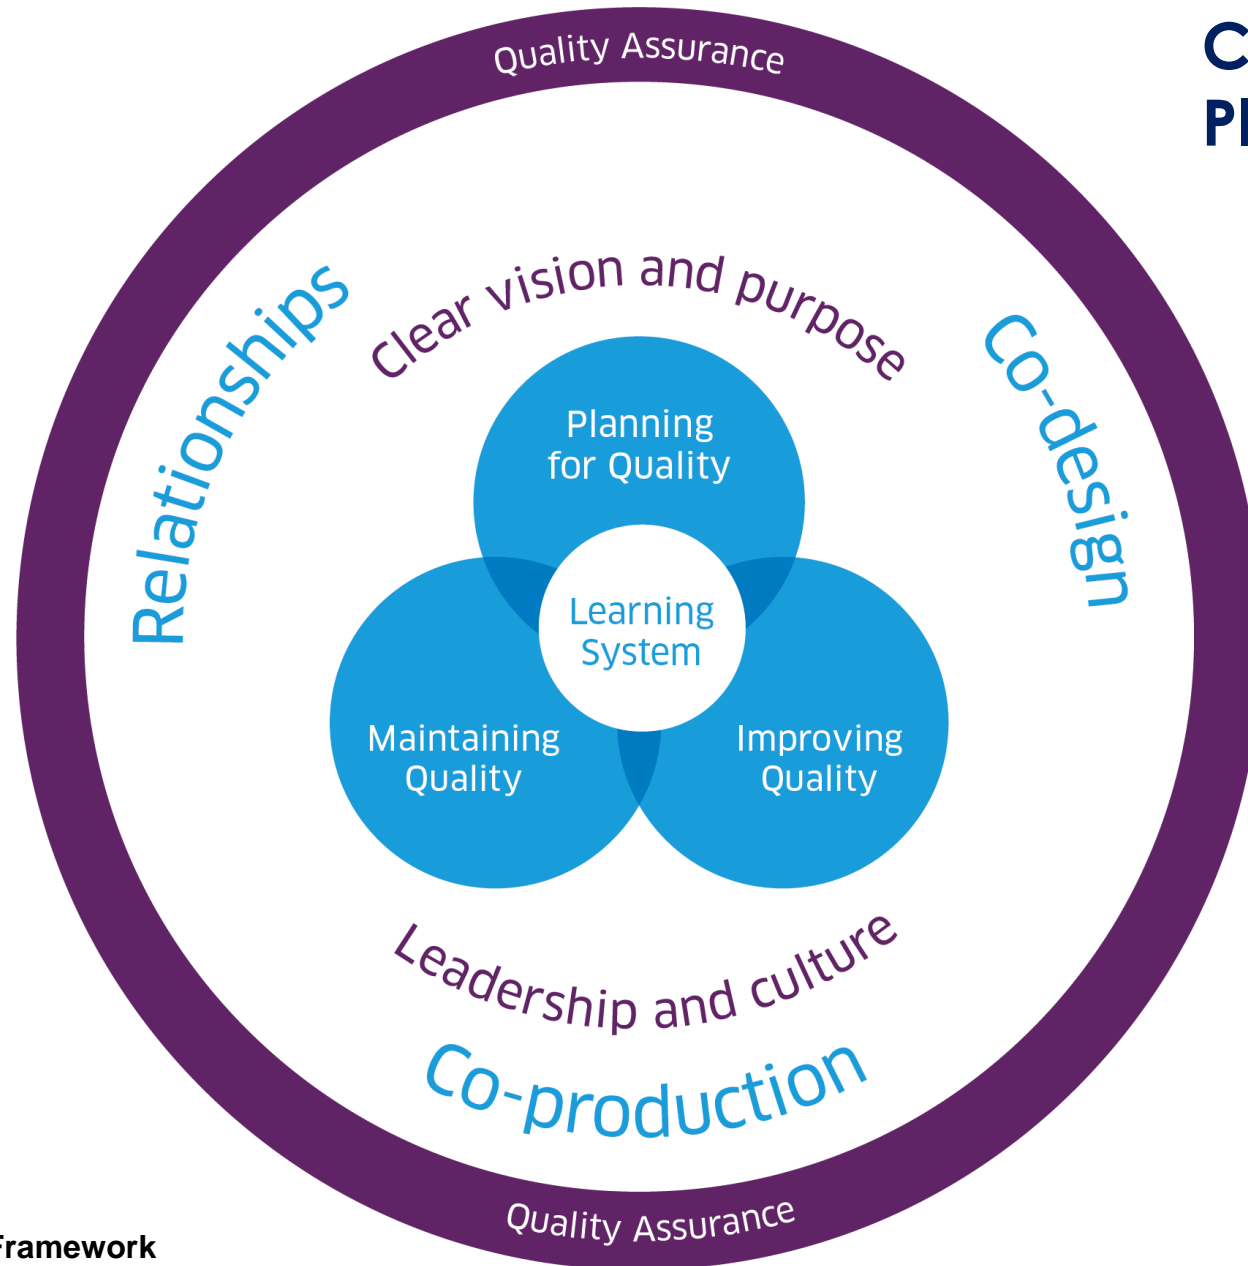 Quality Assurance
C
Pl
Clear vision and purpose
Relationships
Co-design
Planning
for Quality
Learning
System
Maintaining
Quality
Improving
Quality
Leadership and culture
Co-production
Quality Assurance
Framework